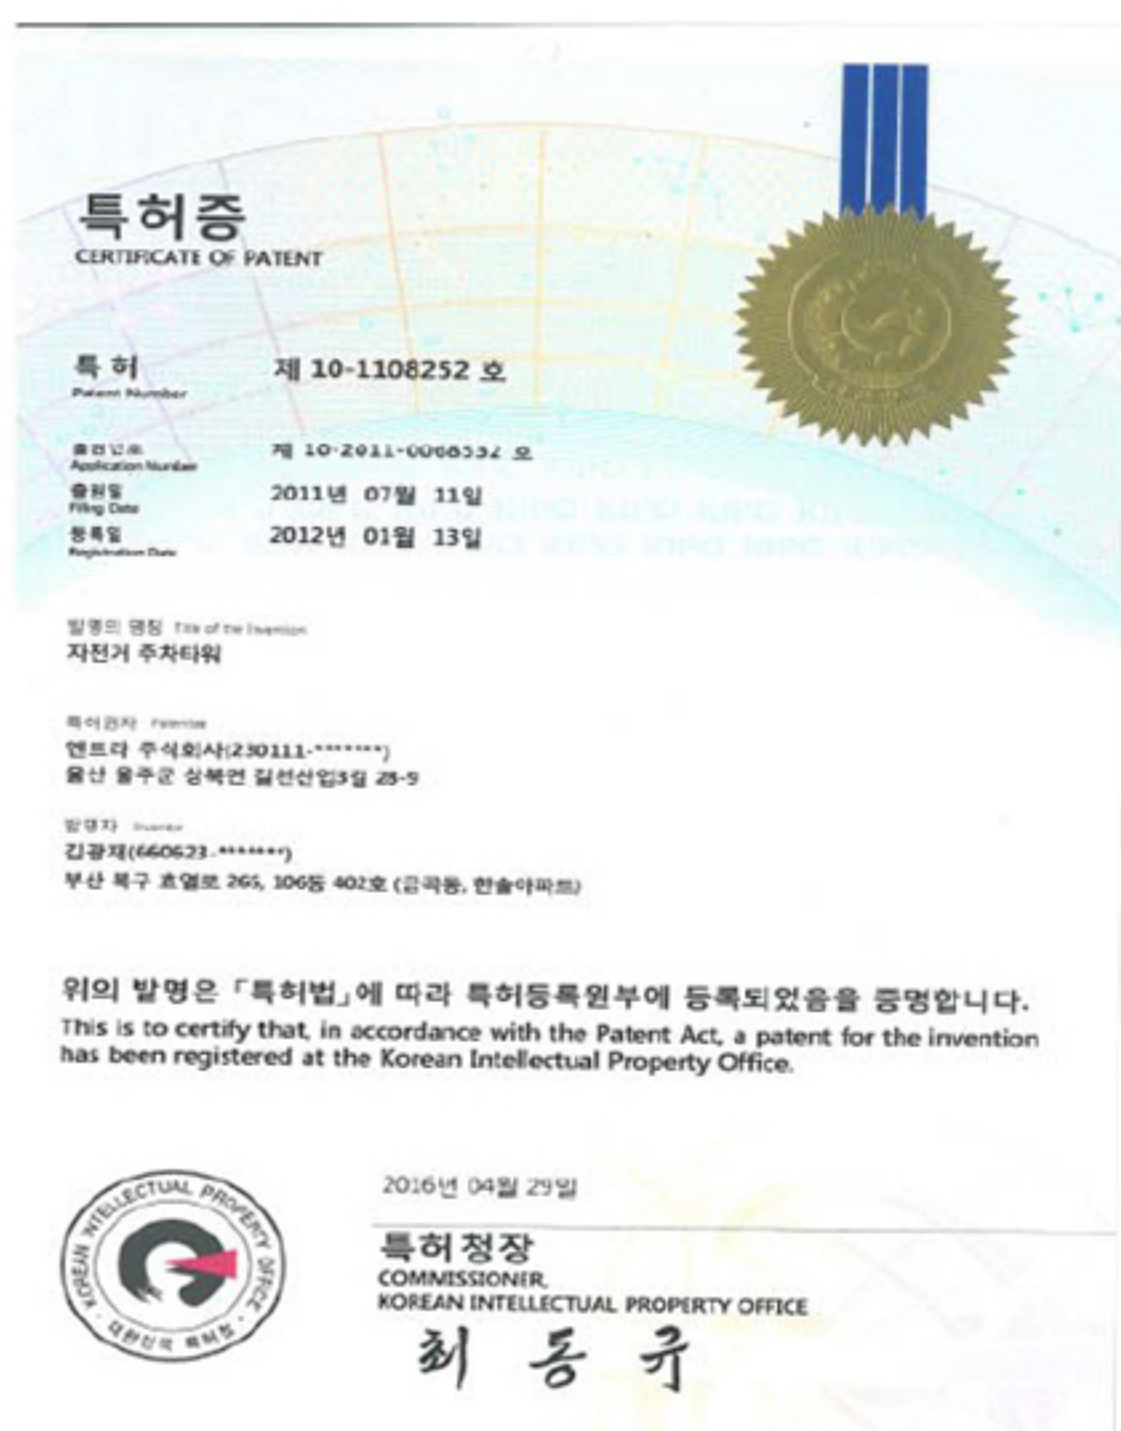 특허증
CERTIFICATE OF PATENT
특 허 제 10-1108252 호
Patent Number
출원번호 제 10-2011-0068532 호
Application Number
출원일 2011년 07월 11일
Filing Date
등록일 2012년 01월 13일
Registration Date
발명의 명칭 Title of the Invention
자전거 주차타워
특허권자 Patentee
엔트라 주식회사(230111-*******)
울산 울주군 상북면 길천산업3길 28-9
발명자 Inventor
김광재(660623-*******)
부산 북구 효열로 265, 106동 402호 (금곡동, 한솔아파트)
위의 발명은 「특허법」에 따라 특허등록원부에 등록되었음을 증명합니다.
This is to certify that, in accordance with the Patent Act, a patent for the invention
has been registered at the Korean Intellectual Property Office.
2016년 04월 29일
특허청장
COMMISSIONER,
KOREAN INTELLECTUAL PROPERTY OFFICE
최 동 규
KOREAN INTELLECTUAL PROPERTY OFFICE
대한민국 특허청